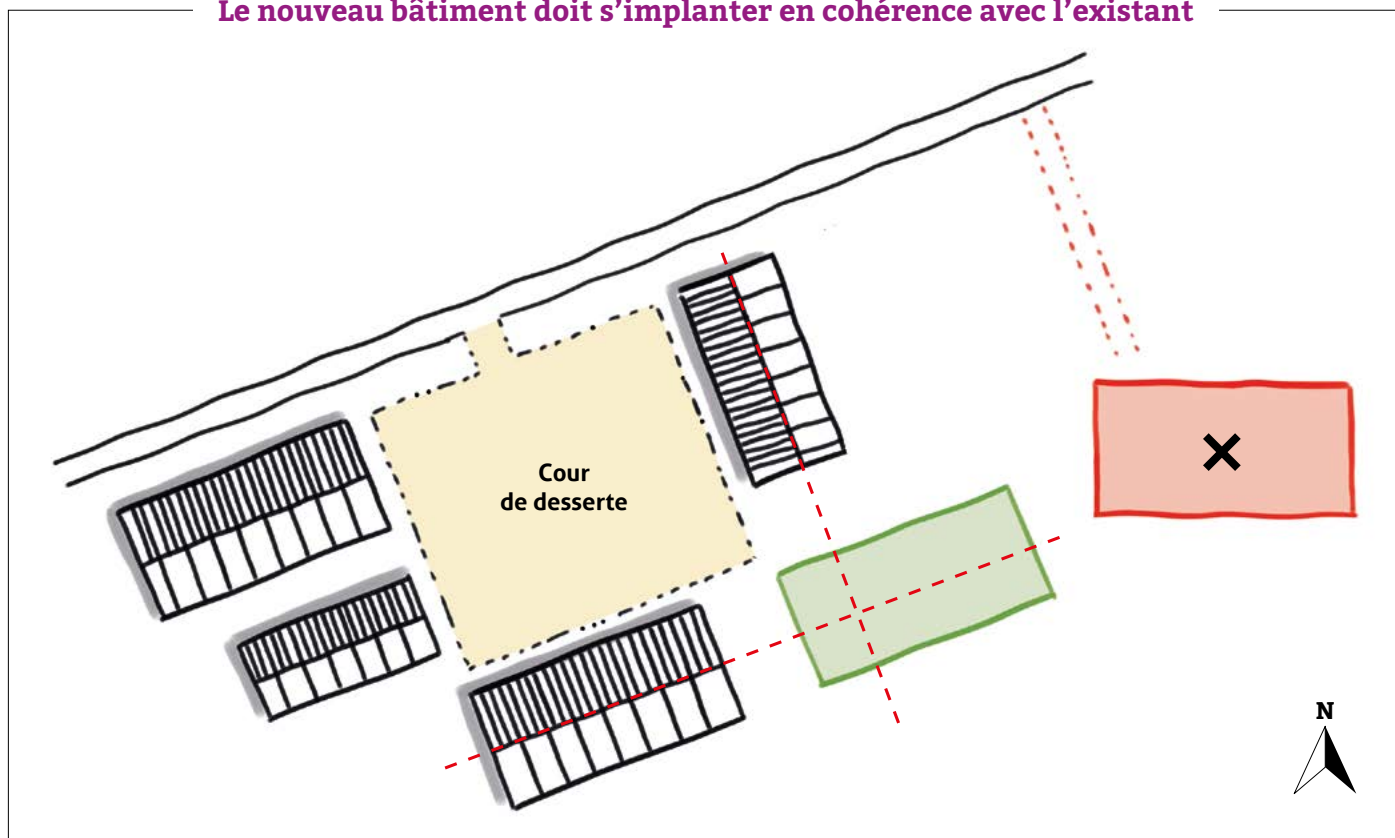 Le nouveau bâtiment doit s’implanter en cohérence avec l’existant
Cour
de desserte
N